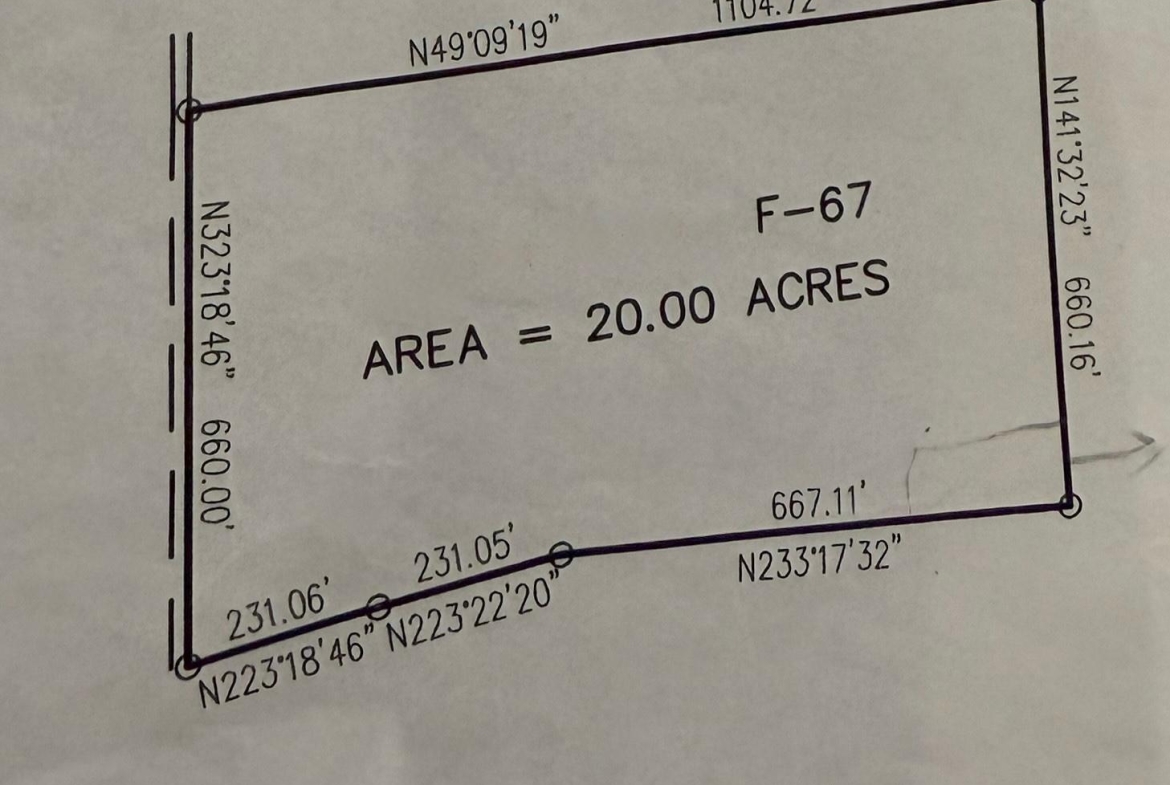 N49°09'19"
1104.72
N141°32'23" 660.16'
F-67
AREA = 20.00 ACRES
N323°18'46" 660.00'
667.11'
N233°17'32"
231.05'
N223°22'20"
231.06'
N223°18'46"